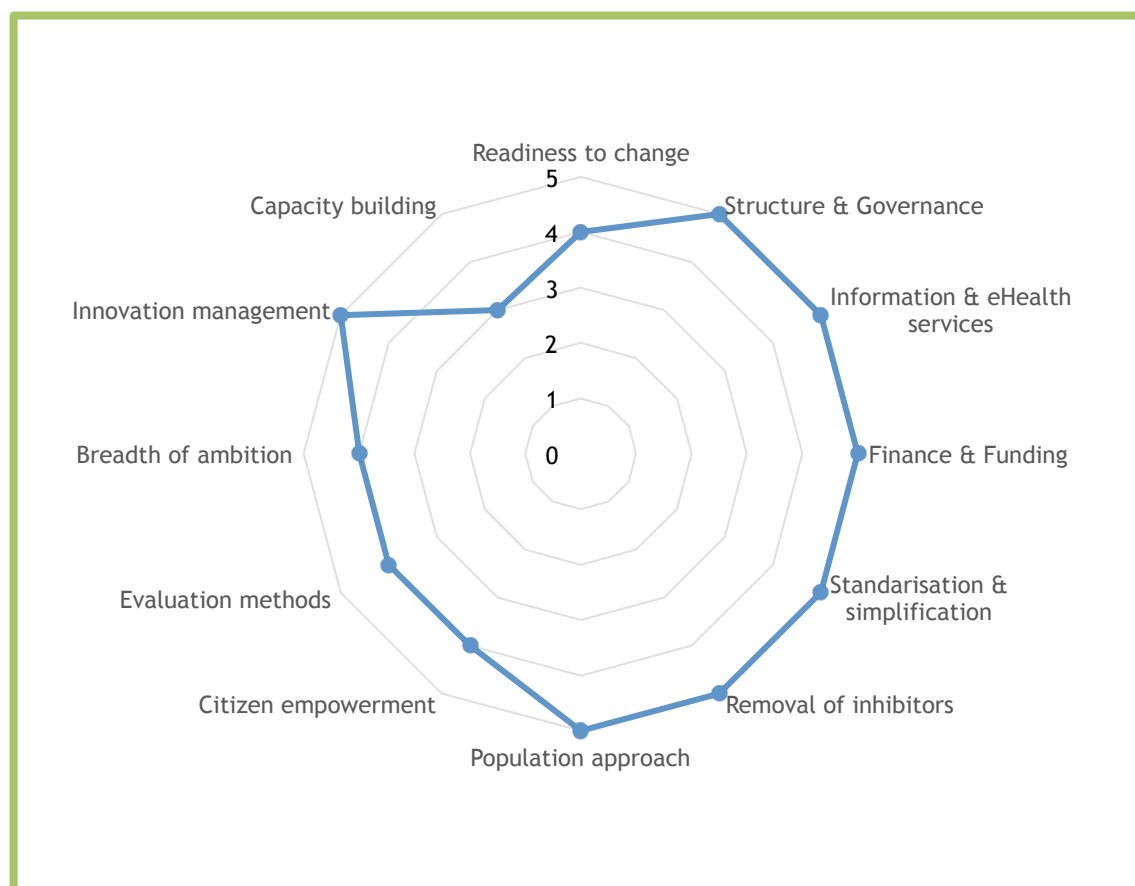 Readiness to change
Structure & Governance
Information & eHealth
services
Finance & Funding
Standarisation &
simplification
Removal of inhibitors
Population approach
Citizen empowerment
Evaluation methods
Breadth of ambition
Innovation management
Capacity building
5
4
3
2
1
0